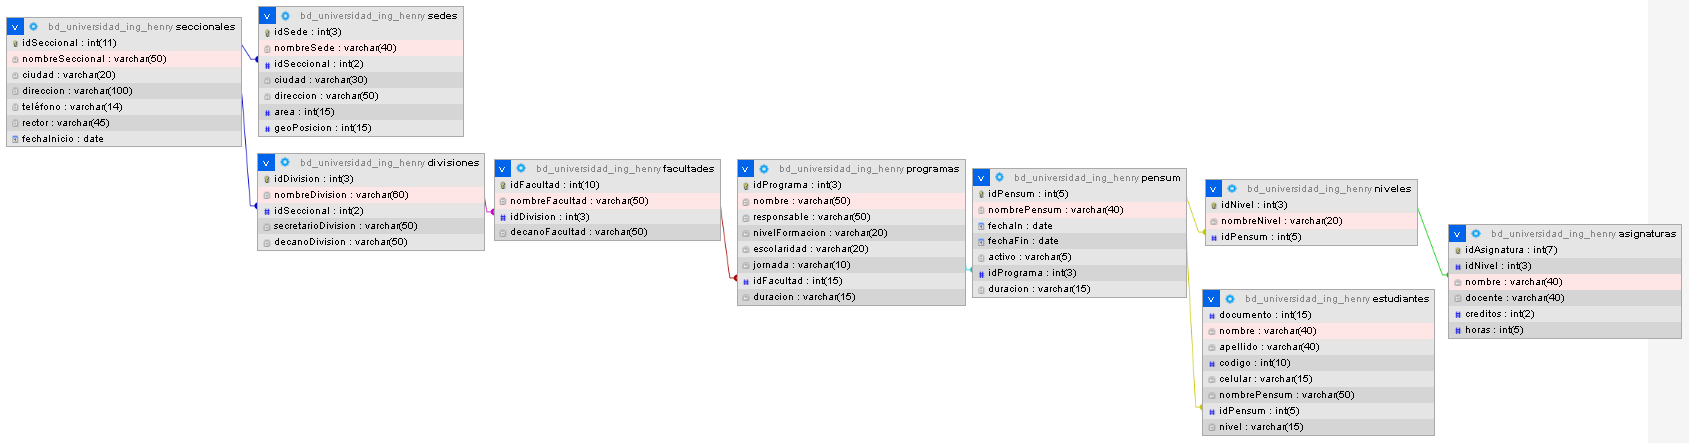 v bd_universidad_ing_henry seccionales
idSeccional : int(11)
nombreSeccional : varchar(50)
ciudad : varchar(20)
direccion : varchar(100)
teléfono : varchar(14)
rector : varchar(45)
fechaInicio : date
v bd_universidad_ing_henry sedes
idSede : int(3)
nombreSede : varchar(40)
idSeccional : int(2)
ciudad : varchar(30)
direccion : varchar(50)
area : int(15)
geoPosicion : int(15)
v bd_universidad_ing_henry divisiones
idDivision : int(3)
nombreDivision : varchar(60)
idSeccional : int(2)
secretarioDivision : varchar(50)
decanoDivision : varchar(50)
v bd_universidad_ing_henry facultades
idFacultad : int(10)
nombreFacultad : varchar(50)
idDivision : int(3)
decanoFacultad : varchar(50)
v bd_universidad_ing_henry programas
idPrograma : int(3)
nombre : varchar(50)
responsable : varchar(50)
nivelFormacion : varchar(20)
escolaridad : varchar(20)
jornada : varchar(10)
idFacultad : int(15)
duracion : varchar(15)
v bd_universidad_ing_henry pensum
idPensum : int(5)
nombrePensum : varchar(40)
fechaIn : date
fechaFin : date
activo : varchar(5)
idPrograma : int(3)
duracion : varchar(15)
v bd_universidad_ing_henry niveles
idNivel : int(3)
nombreNivel : varchar(20)
idPensum : int(5)
v bd_universidad_ing_henry estudiantes
documento : int(15)
nombre : varchar(40)
apellido : varchar(40)
codigo : int(10)
celular : varchar(15)
nombrePensum : varchar(50)
idPensum : int(5)
nivel : varchar(15)
v bd_universidad_ing_henry asignaturas
idAsignatura : int(7)
idNivel : int(3)
nombre : varchar(40)
docente : varchar(40)
creditos : int(2)
horas : int(5)